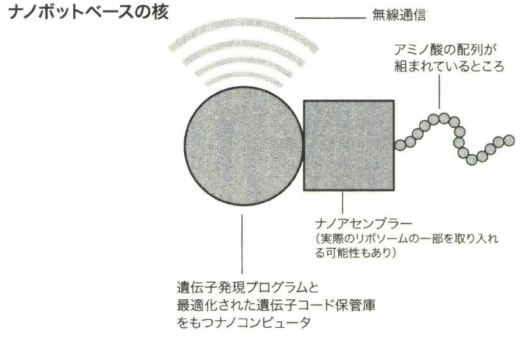 ナノボットベースの核
無線通信
アミノ酸の配列が
組まれているところ
ナノアセンブラー
(実際のリボソームの一部を取り入れ
る可能性もあり)
遺伝子発現プログラムと
最適化された遺伝子コード保管庫
をもつナノコンピュータ